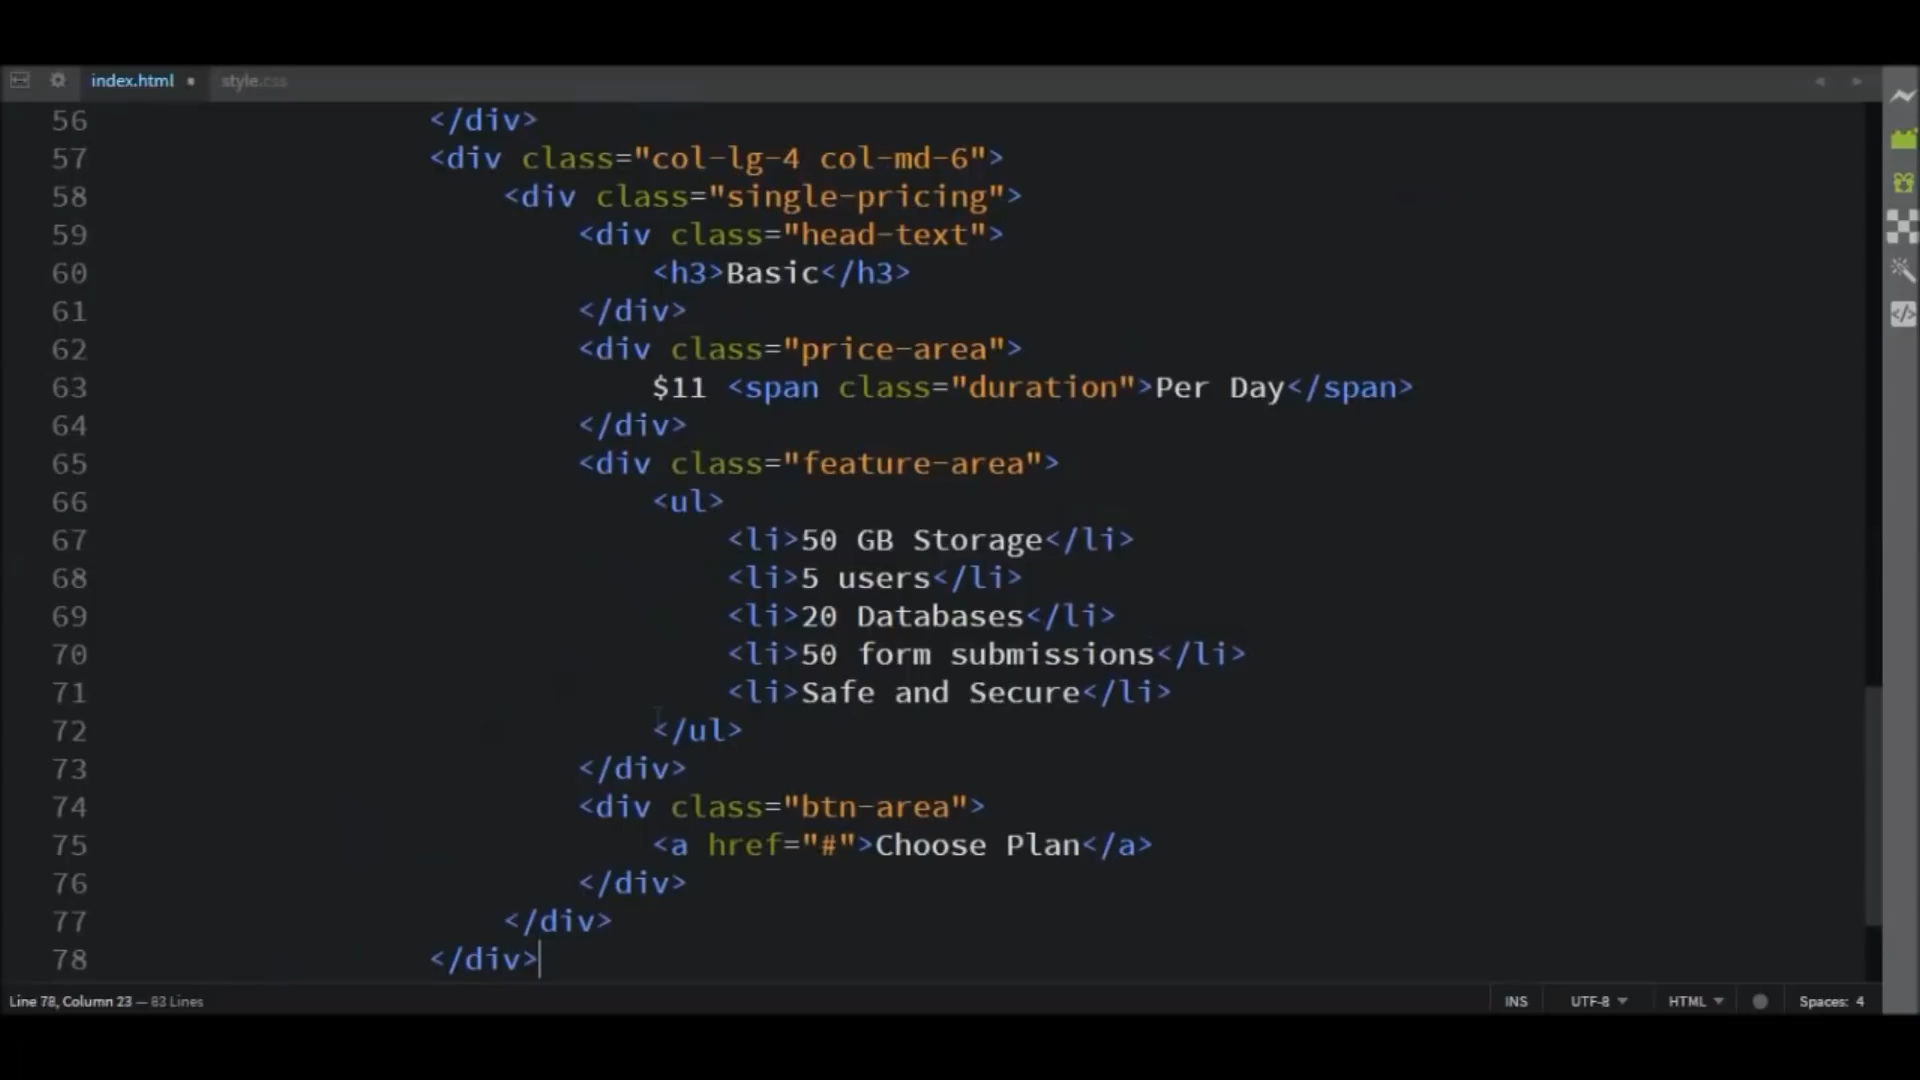 index.html • style.css
56 </div>
57 <div class="col-lg-4 col-md-6">
58 <div class="single-pricing">
59 <div class="head-text">
60 <h3>Basic</h3>
61 </div>
62 <div class="price-area">
63 $11 <span class="duration">Per Day</span>
64 </div>
65 <div class="feature-area">
66 <ul>
67 <li>50 GB Storage</li>
68 <li>5 users</li>
69 <li>20 Databases</li>
70 <li>50 form submissions</li>
71 <li>Safe and Secure</li>
72 </ul>
73 </div>
74 <div class="btn-area">
75 <a href="#">Choose Plan</a>
76 </div>
77 </div>
78 </div>
Line 78, Column 23 — 83 Lines INS UTF-8 HTML Spaces: 4